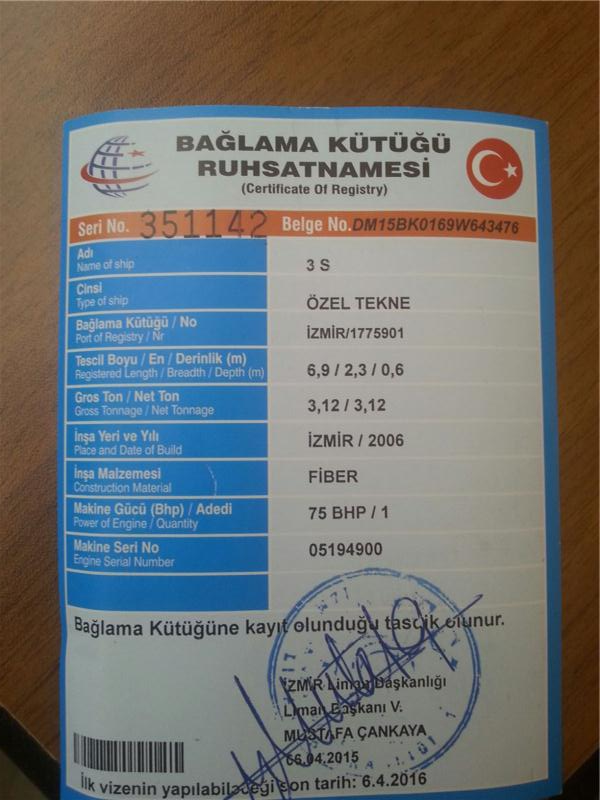 BAĞLAMA KÜTÜĞÜ
RUHSATNAMESİ
(Certificate Of Registry)
Seri No. 351142 Belge No.DM15BK0169W643476
Adı
Name of ship
3 S
Cinsi
Type of ship
ÖZEL TEKNE
Bağlama Kütüğü / No
Port of Registry / Nr
İZMİR/1775901
Tescil Boyu / En / Derinlik (m)
Registered Length / Breadth / Depth (m)
6,9 / 2,3 / 0,6
Gros Ton / Net Ton
Gross Tonnage / Net Tonnage
3,12 / 3,12
İnşa Yeri ve Yılı
Place and Date of Build
İZMİR / 2006
İnşa Malzemesi
Construction Material
FİBER
Makine Gücü (Bhp) / Adedi
Power of Engine / Quantity
75 BHP / 1
Makine Seri No
Engine Serial Number
05194900
Bağlama Kütüğüne kayıt olunduğu tasdik olunur.
İZMİR Liman Başkanlığı
Liman Başkanı V.
MUSTAFA ÇANKAYA
06.04.2015
İlk vizenin yapılabileceği son tarih: 6.4.2016